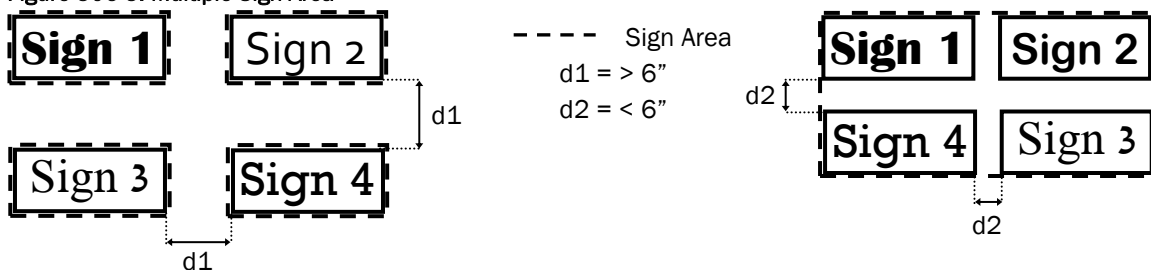 Sign 1
Sign 2
Sign 3
Sign 4
d1
d1
Sign Area
d1 = > 6”
d2 = < 6”
Sign 1
Sign 2
Sign 4
Sign 3
d2
d2